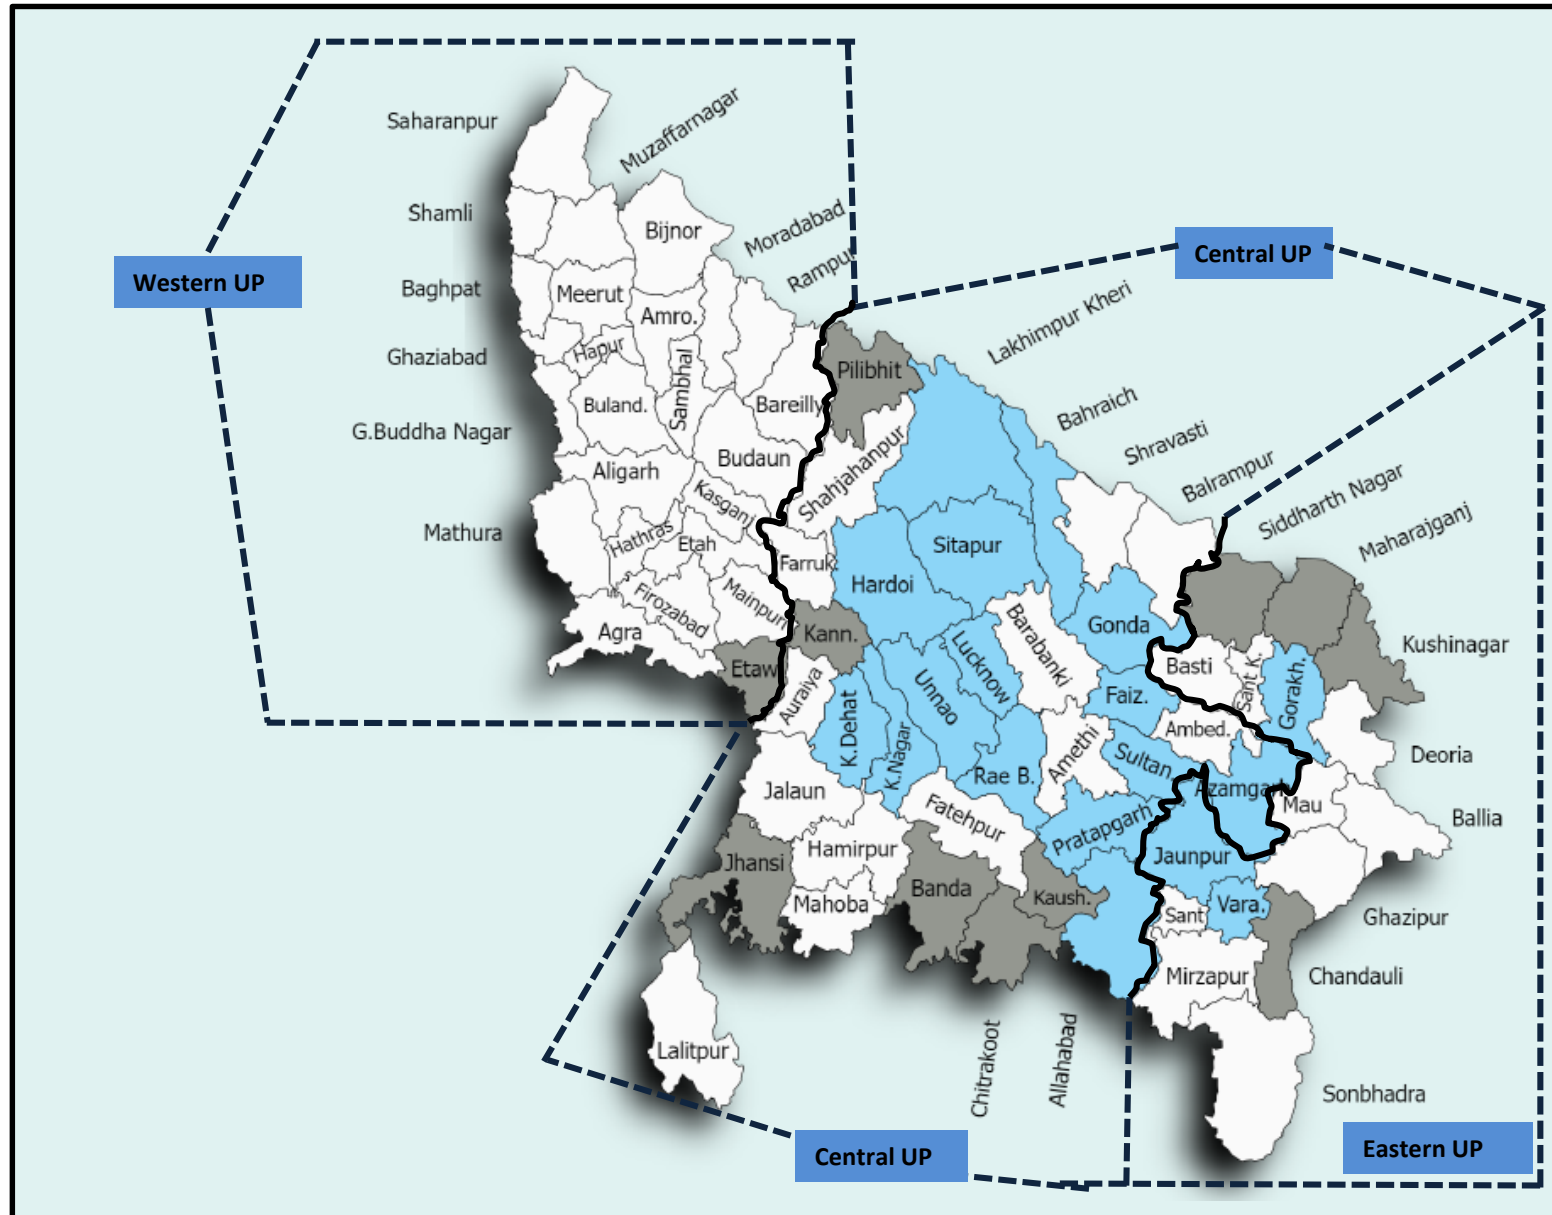 Saharanpur
Muzaffarnagar
Shamli
Bijnor
Moradabad
Rampur
Western UP
Central UP
Baghpat
Meerut
Amro.
Lakhimpur Kheri
Ghaziabad
Hapur
Sambhal
Pilibhit
Buland.
Bareilly
Bahraich
G.Buddha Nagar
Shravasti
Budaun
Shahjahanpur
Aligarh
Balrampur
Siddharth Nagar
Kasganj
Maharajganj
Mathura
Hathras
Etah
Farruk.
Sitapur
Hardoi
Mainpuri
Firozabad
Agra
Kann.
Lucknow
Barabanki
Gonda
Kushinagar
Etaw
Auraiya
Basti
Sant K.
Gorakh.
Unnao
Faiz.
K.Dehat
Ambed.
Amethi
K.Nagar
Sultan.
Deoria
Rae B.
Jalaun
Azamgarh
Mau
Fatehpur
Pratapgarh
Ballia
Hamirpur
Jaunpur
Jhansi
Banda
Kaush.
Mahoba
Sant
Vara.
Ghazipur
Mirzapur
Chandauli
Lalitpur
Chitrakoot
Allahabad
Sonbhadra
Central UP
Eastern UP